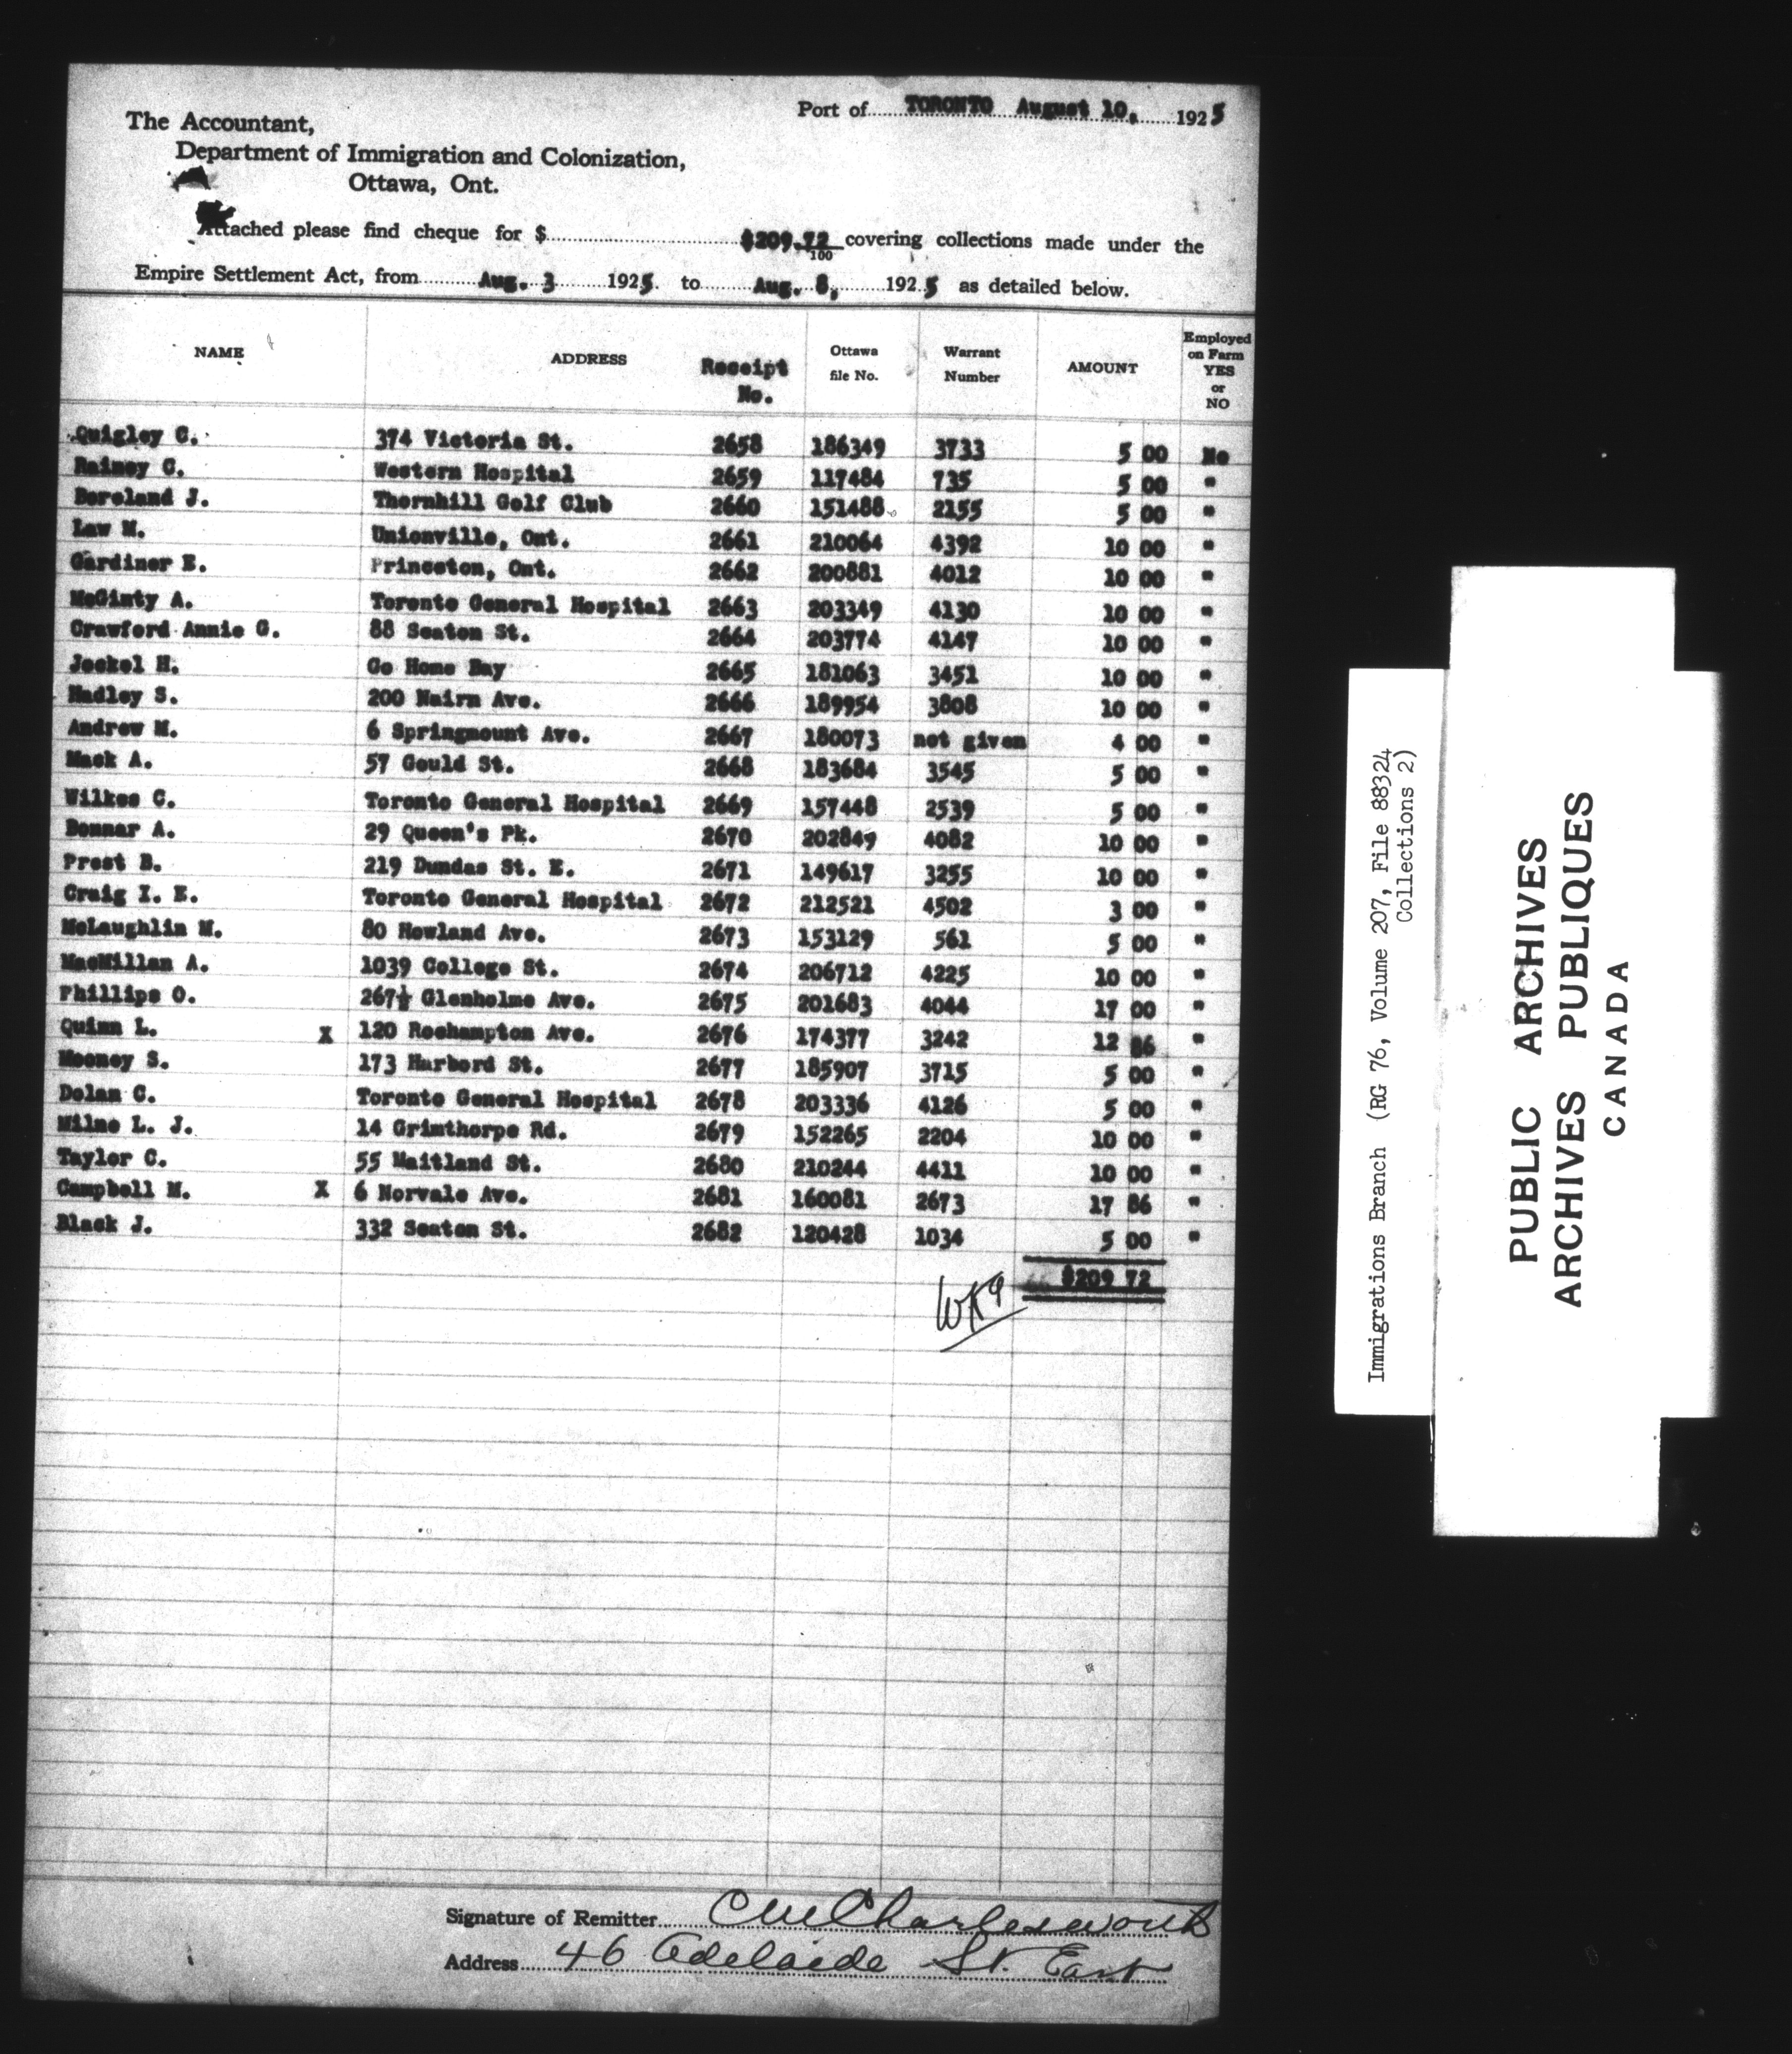 Port of TORONTO August 10, 1925
The Accountant,
Department of Immigration and Colonization,
Ottawa, Ont.
Attached please find cheque for $ $209.72/100 covering collections made under the
Empire Settlement Act, from Aug. 3 1925 to Aug. 8, 1925 as detailed below.
NAME ADDRESS Receipt No. Ottawa file No. Warrant Number AMOUNT Employed on Farm YES or NO
Quigley C. 374 Victoria St. 2658 186349 3733 5 00 No
Rainey C. Western Hospital 2659 117484 735 5 00 "
Boreland J. Thornhill Golf Club 2660 151488 2155 5 00 "
Law M. Unionville, Ont. 2661 210064 4392 10 00 "
Gardiner E. Princeton, Ont. 2662 200881 4012 10 00 "
McGinty A. Toronto General Hospital 2663 203349 4130 10 00 "
Crawford Annie G. 88 Seaton St. 2664 203774 4147 10 00 "
Jeckel H. Go Home Bay 2665 181063 3451 10 00 "
Hadley S. 200 Nairn Ave. 2666 189954 3808 10 00 "
Andrew M. 6 Springmount Ave. 2667 180073 not given 4 00 "
Mack A. 57 Gould St. 2668 183684 3545 5 00 "
Wilkes C. Toronto General Hospital 2669 157448 2539 5 00 "
Bonnar A. 29 Queen's Pk. 2670 202849 4082 10 00 "
Prest B. 219 Dundas St. E. 2671 149617 3255 10 00 "
Craig I. E. Toronto General Hospital 2672 212521 4502 3 00 "
McLaughlin M. 80 Howland Ave. 2673 153129 561 5 00 "
MacMillan A. 1039 College St. 2674 206712 4225 10 00 "
Phillips O. 267½ Glenholme Ave. 2675 201683 4044 17 00 "
Quinn L. X 120 Roehampton Ave. 2676 174377 3242 12 86 "
Mooney S. 173 Harbord St. 2677 185907 3715 5 00 "
Dolan C. Toronto General Hospital 2678 203336 4126 5 00 "
Milne L. J. 14 Grimthorpe Rd. 2679 152265 2204 10 00 "
Taylor C. 55 Maitland St. 2680 210244 4411 10 00 "
Campbell M. X 6 Norvale Ave. 2681 160081 2673 17 86 "
Black J. 332 Seaton St. 2682 120428 1034 5 00 "
$209 72
Signature of Remitter CM Charlesworth
Address 46 Adelaide St. East
Immigrations Branch (RG 76, Volume 207, File 88324
Collections 2)
PUBLIC ARCHIVES
ARCHIVES PUBLIQUES
CANADA